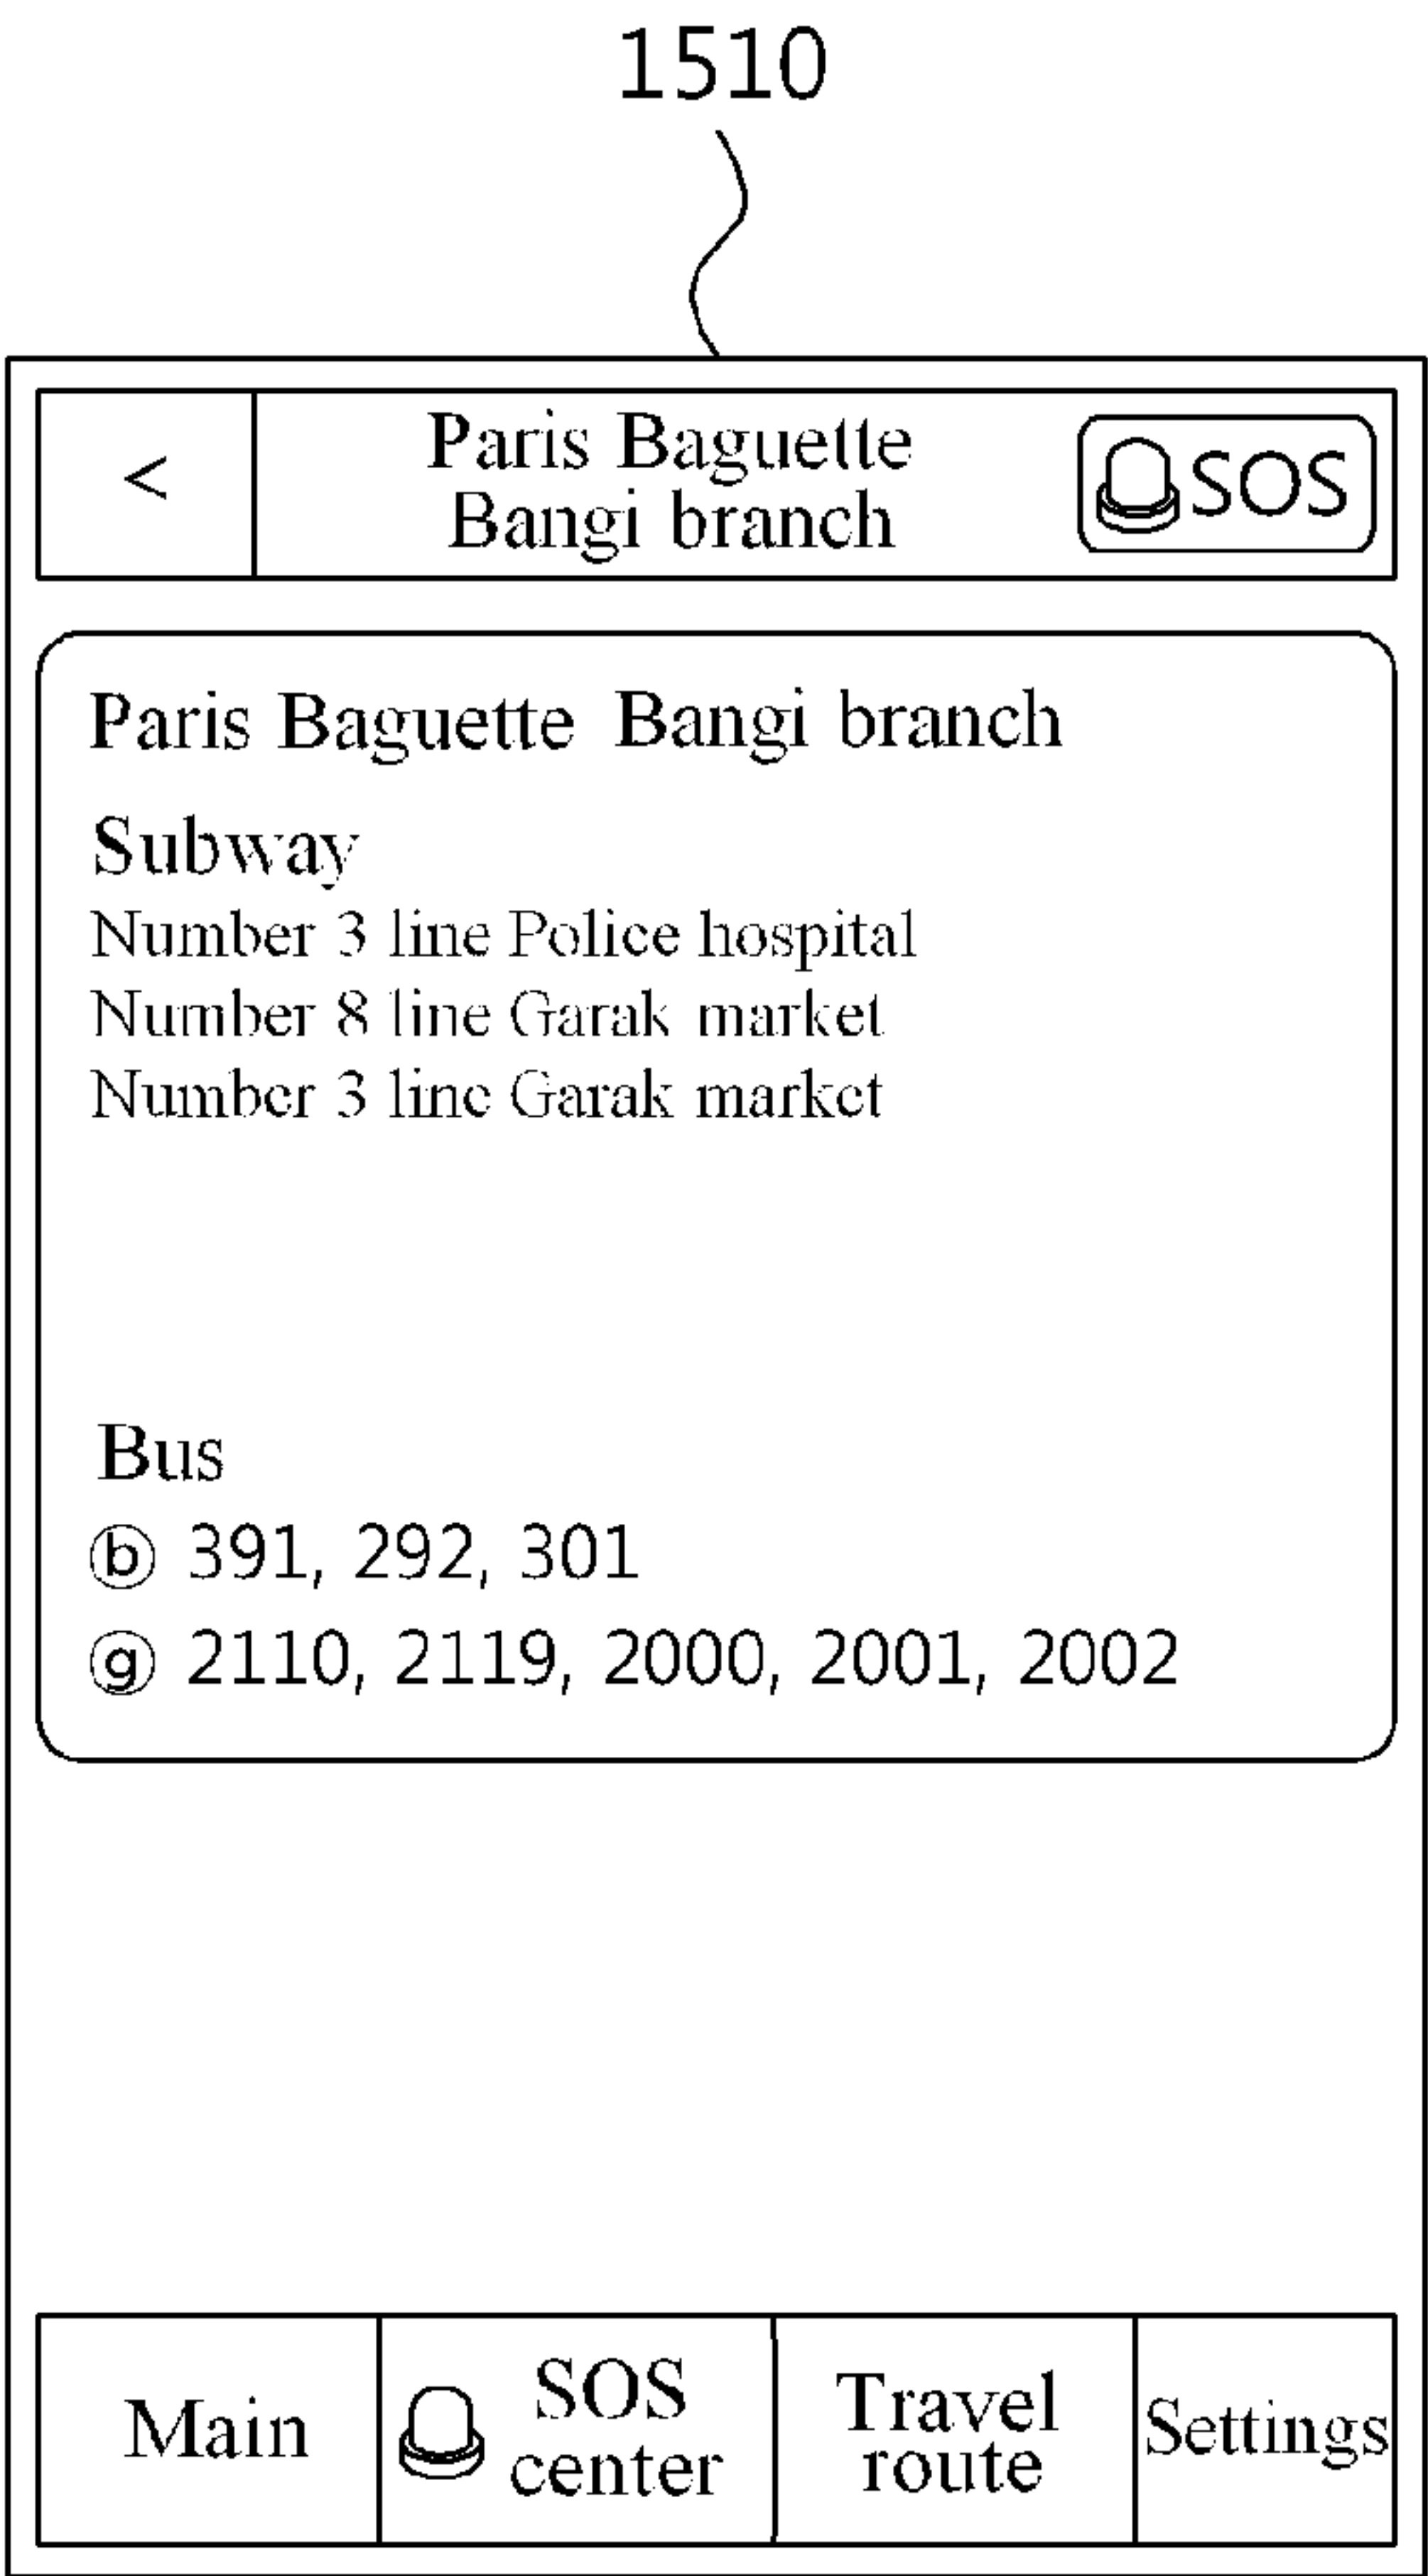 1510
<
Paris Baguette
Bangi branch
SOS
Paris Baguette Bangi branch
Subway
Number 3 line Police hospital
Number 8 line Garak market
Number 3 line Garak market
Bus
ⓑ 391, 292, 301
ⓖ 2110, 2119, 2000, 2001, 2002
Main
SOS
center
Travel
route
Settings